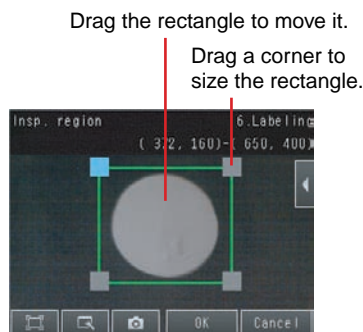 Drag the rectangle to move it.
Drag a corner to
size the rectangle.
Insp. region
6.Labeling
( 372, 160)-( 650, 400)
OK
Cancel